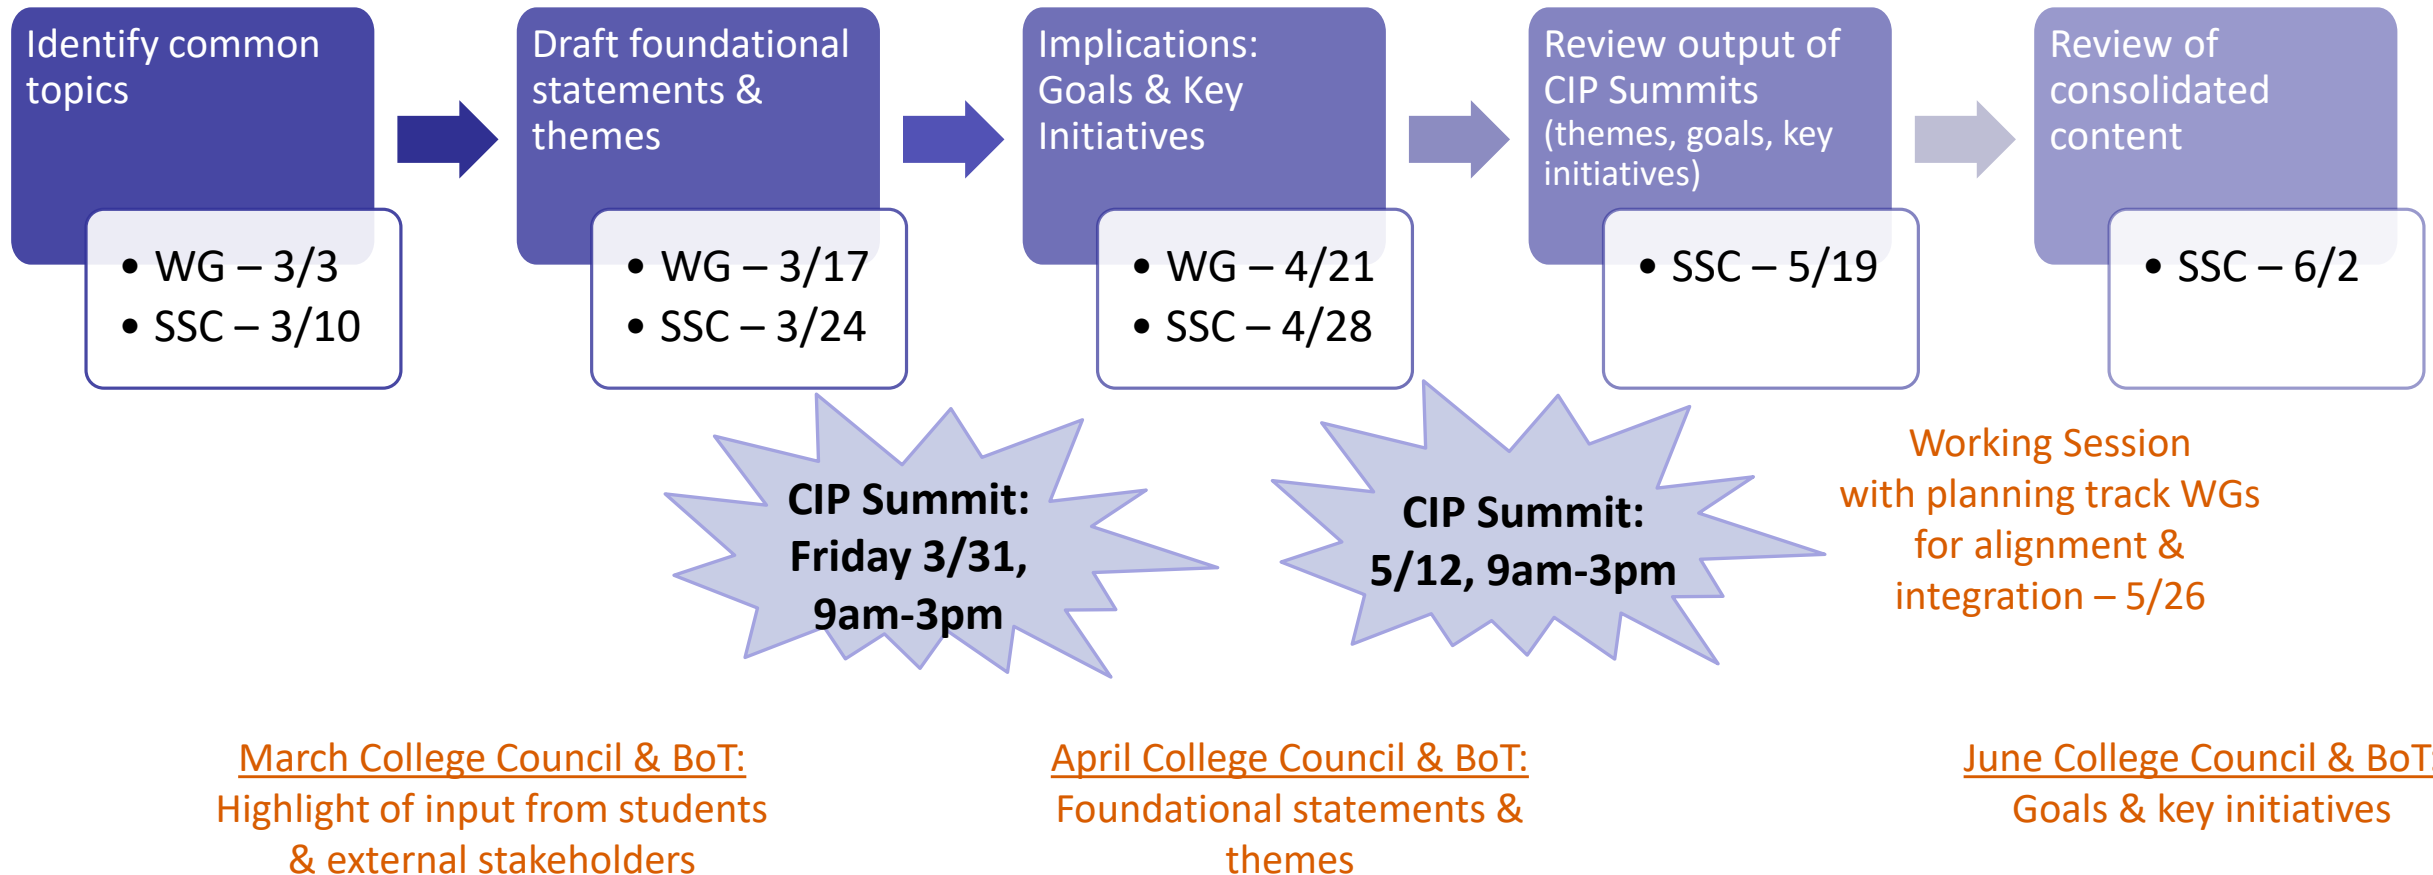 Identify common
topics
• WG – 3/3
• SSC – 3/10
Draft foundational
statements &
themes
• WG – 3/17
• SSC – 3/24
Implications:
Goals & Key
Initiatives
• WG – 4/21
• SSC – 4/28
Review output of
CIP Summits
(themes, goals, key
initiatives)
• SSC – 5/19
Review of
consolidated
content
• SSC – 6/2
CIP Summit:
Friday 3/31,
9am-3pm
CIP Summit:
5/12, 9am-3pm
Working Session
with planning track WGs
for alignment &
integration – 5/26
March College Council & BoT:
Highlight of input from students
& external stakeholders
April College Council & BoT:
Foundational statements &
themes
June College Council & BoT:
Goals & key initiatives